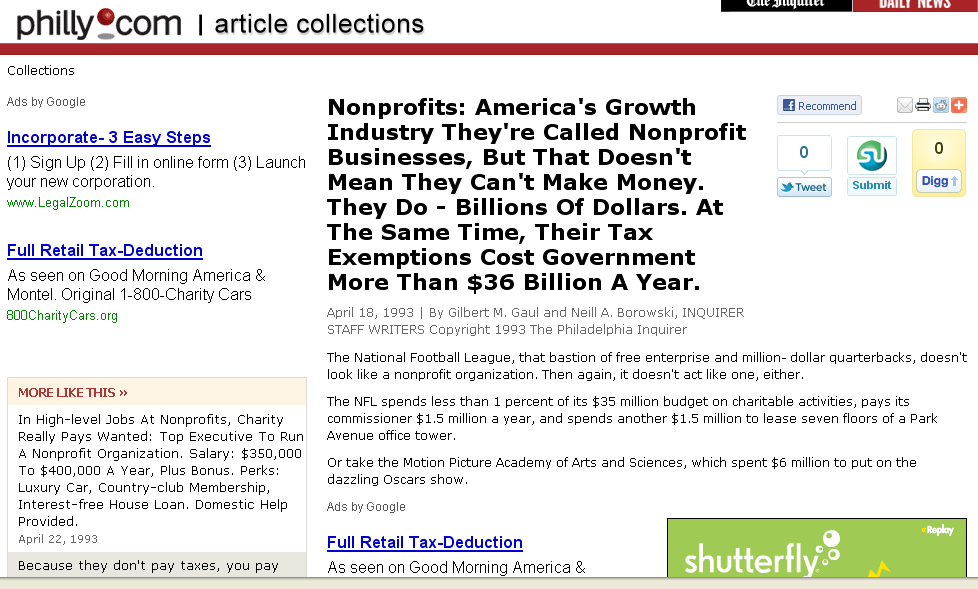 The Inquirer
DAILY NEWS
philly.com | article collections
Collections
Ads by Google
Incorporate- 3 Easy Steps
(1) Sign Up (2) Fill in online form (3) Launch
your new corporation.
www.LegalZoom.com
Full Retail Tax-Deduction
As seen on Good Morning America &
Montel. Original 1-800-Charity Cars
800CharityCars.org
MORE LIKE THIS »
In High-level Jobs At Nonprofits, Charity
Really Pays Wanted: Top Executive To Run
A Nonprofit Organization. Salary: $350,000
To $400,000 A Year, Plus Bonus. Perks:
Luxury Car, Country-club Membership,
Interest-free House Loan. Domestic Help
Provided.
April 22, 1993
Because they don't pay taxes, you pay
Nonprofits: America's Growth
Industry They're Called Nonprofit
Businesses, But That Doesn't
Mean They Can't Make Money.
They Do - Billions Of Dollars. At
The Same Time, Their Tax
Exemptions Cost Government
More Than $36 Billion A Year.
April 18, 1993 | By Gilbert M. Gaul and Neill A. Borowski, INQUIRER
STAFF WRITERS Copyright 1993 The Philadelphia Inquirer
Recommend
0
Tweet
Submit
0
Digg
The National Football League, that bastion of free enterprise and million- dollar quarterbacks, doesn't
look like a nonprofit organization. Then again, it doesn't act like one, either.
The NFL spends less than 1 percent of its $35 million budget on charitable activities, pays its
commissioner $1.5 million a year, and spends another $1.5 million to lease seven floors of a Park
Avenue office tower.
Or take the Motion Picture Academy of Arts and Sciences, which spent $6 million to put on the
dazzling Oscars show.
Ads by Google
Full Retail Tax-Deduction
As seen on Good Morning America &
Replay
shutterfly